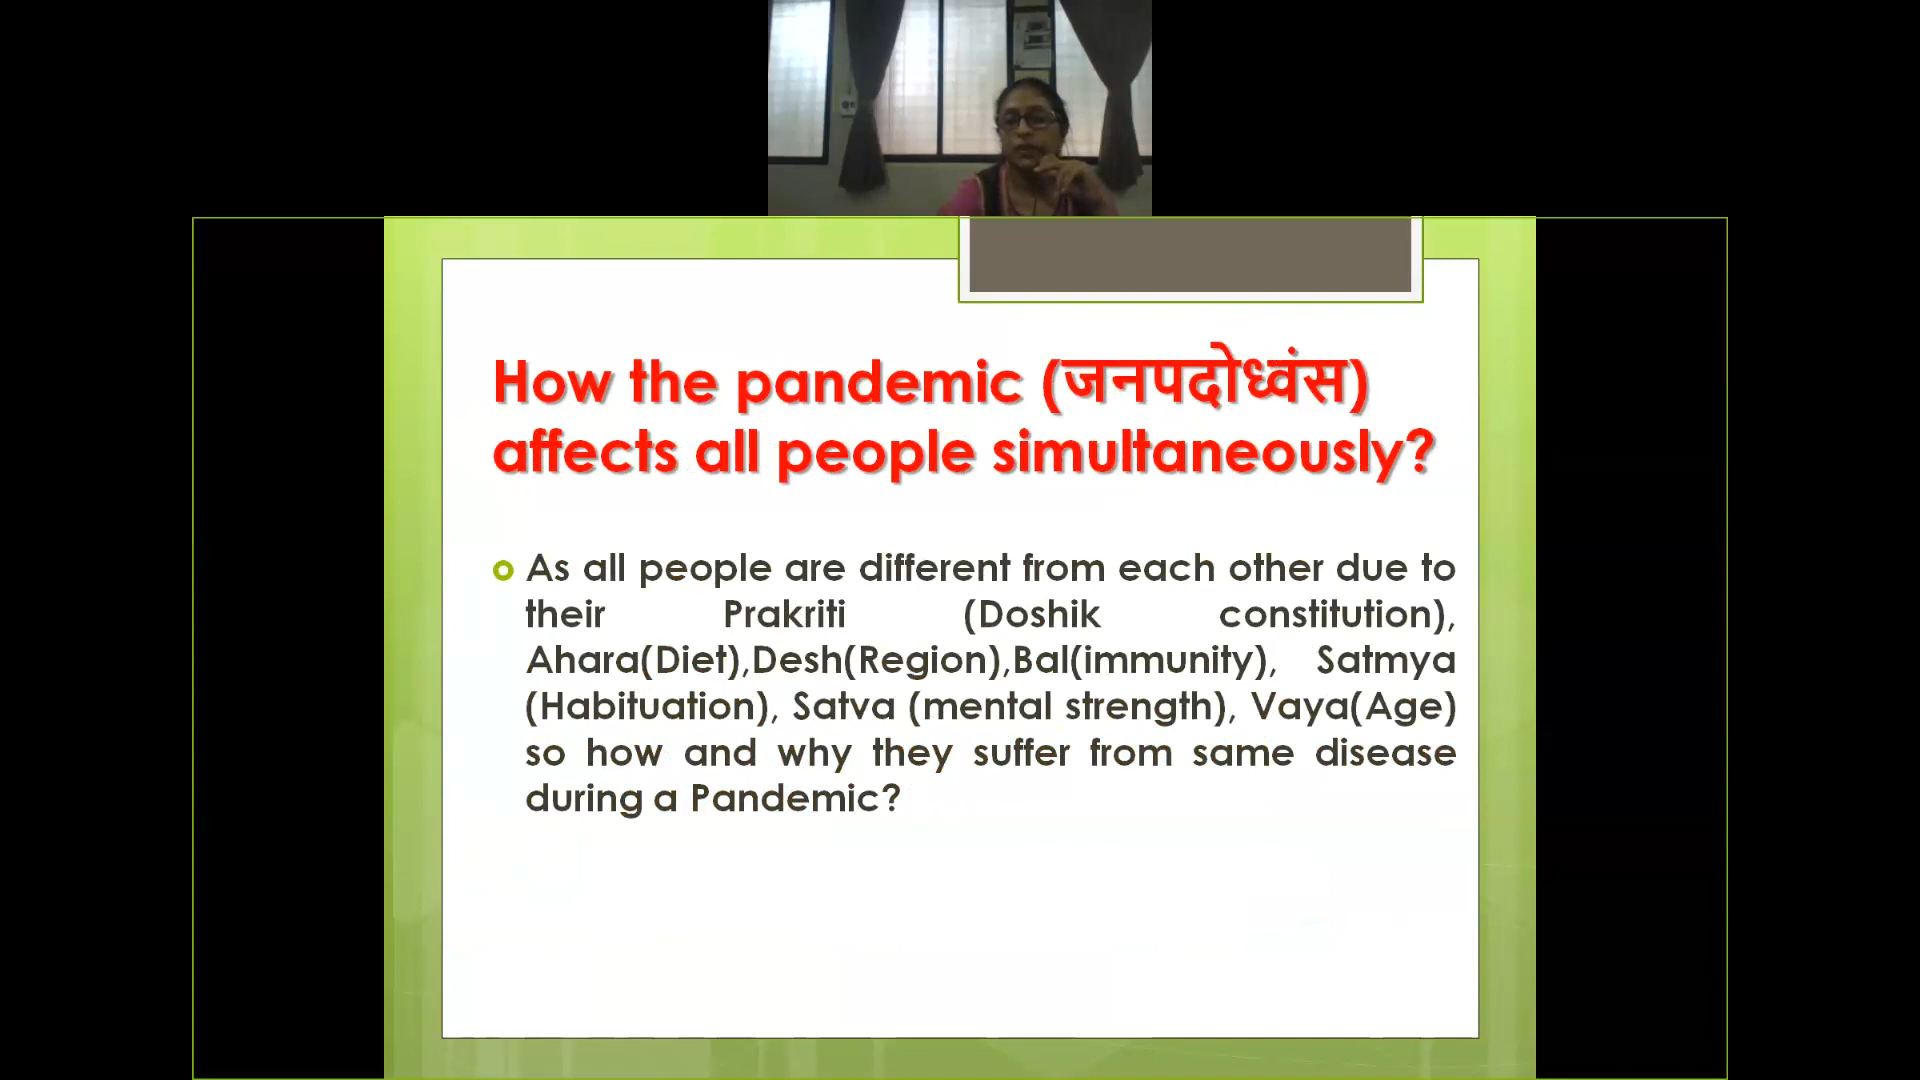 How the pandemic (जनपदोध्वंस)
affects all people simultaneously?
As all people are different from each other due to
their Prakriti (Doshik constitution),
Ahara(Diet),Desh(Region),Bal(immunity), Satmya
(Habituation), Satva (mental strength), Vaya(Age)
so how and why they suffer from same disease
during a Pandemic?